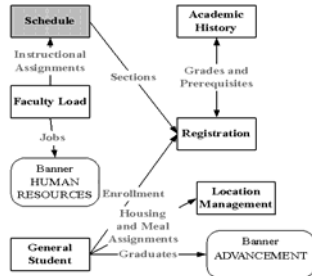 Schedule
Academic
History
Instructional
Assignments
Sections
Grades and
Prerequisites
Faculty Load
Registration
Jobs
Banner
HUMAN
RESOURCES
Enrollment
Housing
and Meal
Assignments
Location
Management
General
Student
Graduates
Banner
ADVANCEMENT